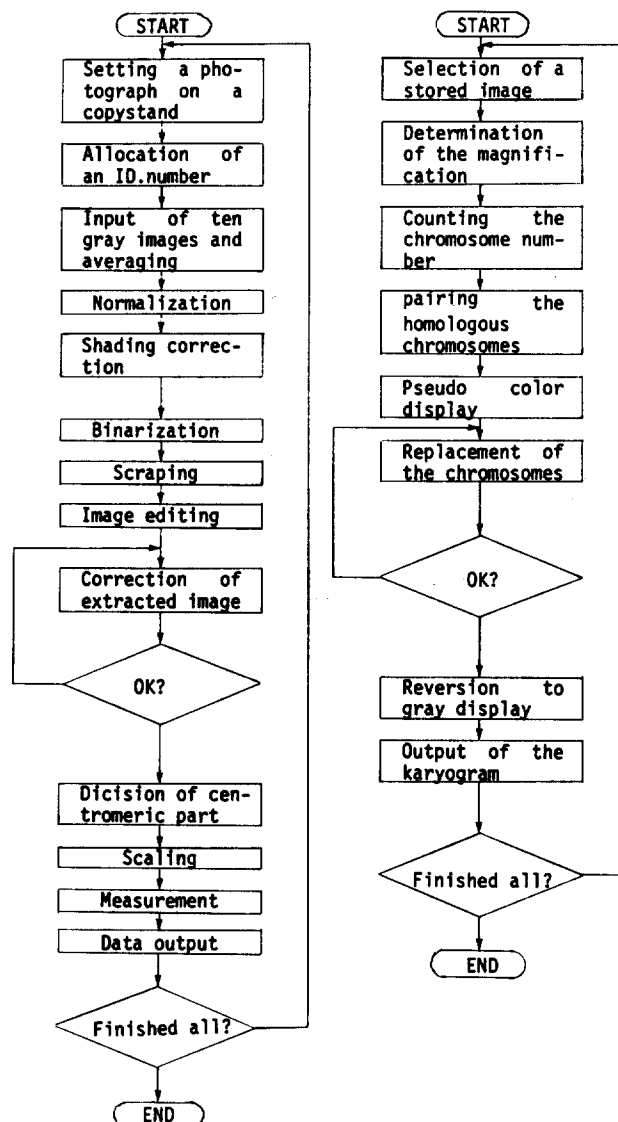 START
Setting a pho-
tograph on a
copystand
Allocation of
an ID.number
Input of ten
gray images and
averaging
Normalization
Shading correc-
tion
Binarization
Scraping
Image editing
Correction of
extracted image
OK?
Dicision of cen-
tromeric part
Scaling
Measurement
Data output
Finished all?
END
START
Selection of a
stored image
Determination
of the magnifi-
cation
Counting the
chromosome num-
ber
pairing the
homologous
chromosomes
Pseudo color
display
Replacement of
the chromosomes
OK?
Reversion to
gray display
Output of the
karyogram
Finished all?
END